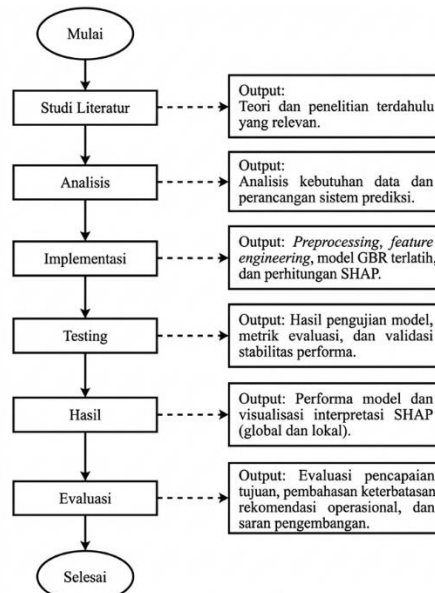 Mulai
Studi Literatur
Output:
Teori dan penelitian terdahulu
yang relevan.
Analisis
Output:
Analisis kebutuhan data dan
perancangan sistem prediksi.
Implementasi
Output: Preprocessing, feature
engineering, model GBR terlatih,
dan perhitungan SHAP.
Testing
Output: Hasil pengujian model,
metrik evaluasi, dan validasi
stabilitas performa.
Hasil
Output: Performa model dan
visualisasi interpretasi SHAP
(global dan lokal).
Evaluasi
Output: Evaluasi pencapaian
tujuan, pembahasan keterbatasan
rekomendasi operasional, dan
saran pengembangan.
Selesai